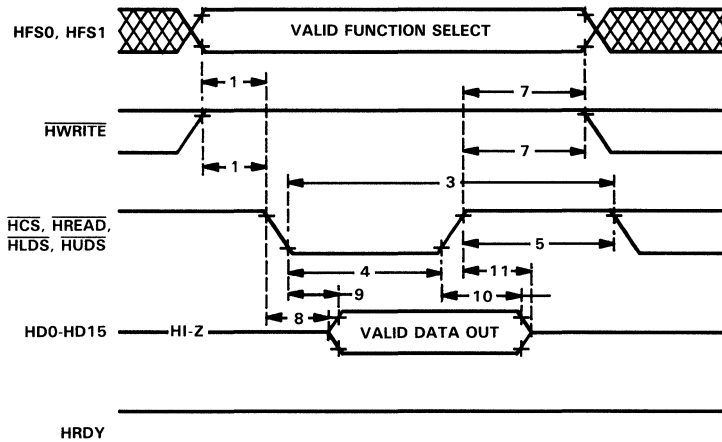 HFS0, HFS1
VALID FUNCTION SELECT
1
7
HWRITE
1
7
3
HCS, HREAD,
HLDS, HUDS
5
4
11
9
10
8
HD0-HD15
HI-Z
VALID DATA OUT
HRDY